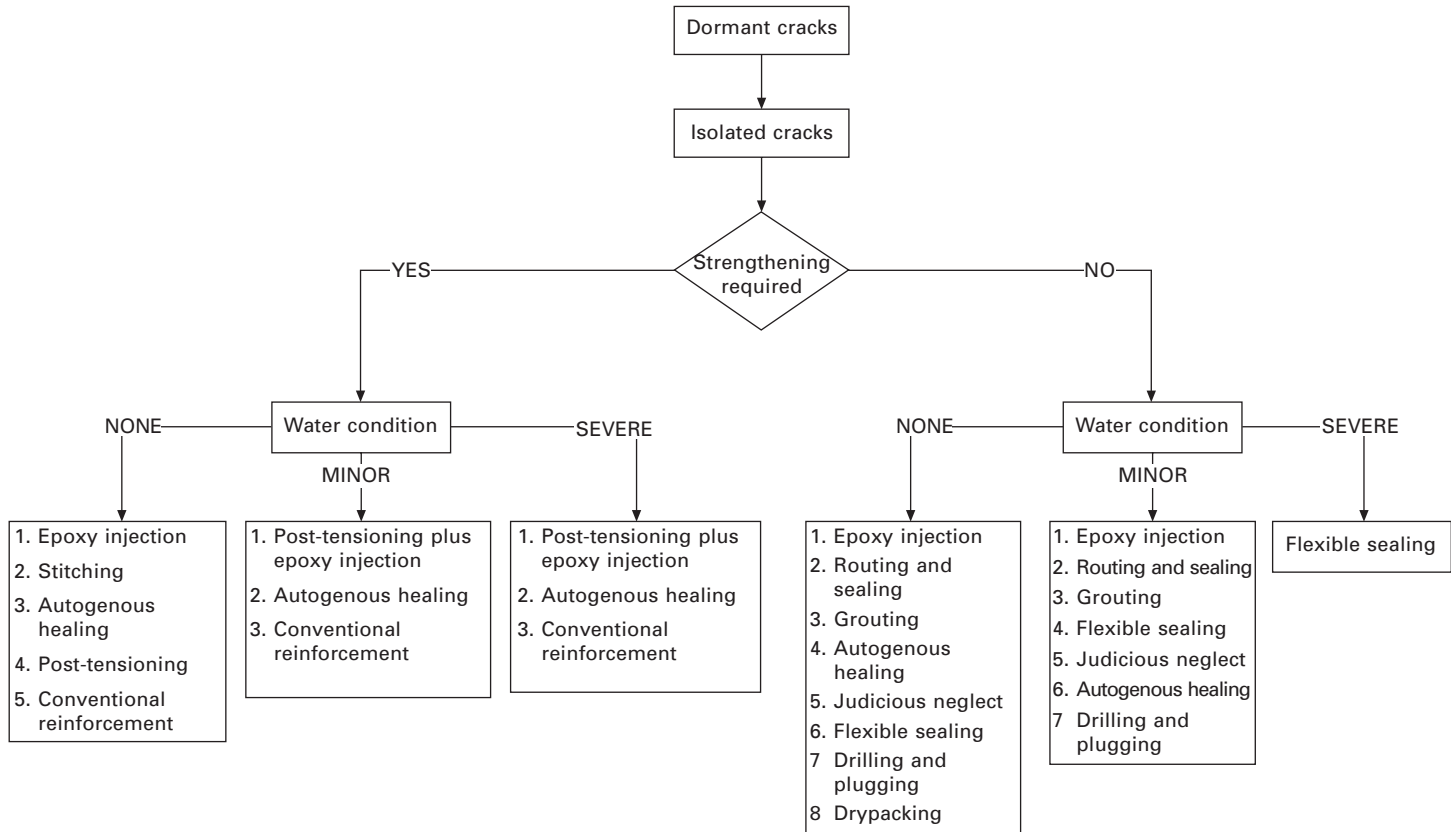 Dormant cracks
Isolated cracks
Strengthening
required
YES
NO
Water condition
NONE
MINOR
SEVERE
Water condition
NONE
MINOR
SEVERE
1. Epoxy injection
2. Stitching
3. Autogenous
healing
4. Post-tensioning
5. Conventional
reinforcement
1. Post-tensioning plus
epoxy injection
2. Autogenous healing
3. Conventional
reinforcement
1. Post-tensioning plus
epoxy injection
2. Autogenous healing
3. Conventional
reinforcement
1. Epoxy injection
2. Routing and
sealing
3. Grouting
4. Autogenous
healing
5. Judicious neglect
6. Flexible sealing
7 Drilling and
plugging
8 Drypacking
1. Epoxy injection
2. Routing and sealing
3. Grouting
4. Flexible sealing
5. Judicious neglect
6. Autogenous healing
7 Drilling and
plugging
Flexible sealing